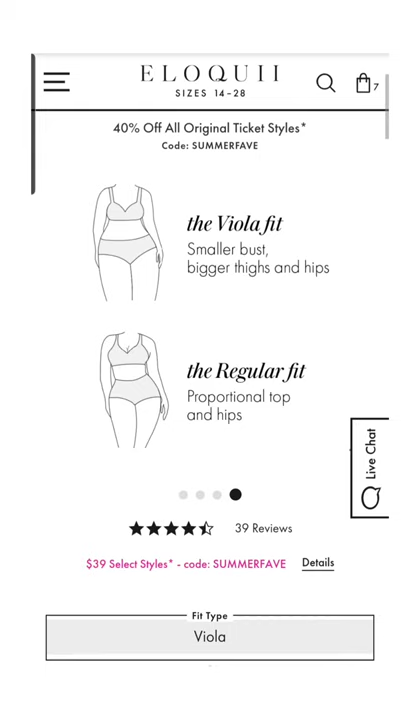 ELOQUII
SIZES 14-28
7
40% Off All Original Ticket Styles*
Code: SUMMERFAVE
the Viola fit
Smaller bust,
bigger thighs and hips
the Regular fit
Proportional top
and hips
Live Chat
39 Reviews
$39 Select Styles* - code: SUMMERFAVE Details
Fit Type
Viola